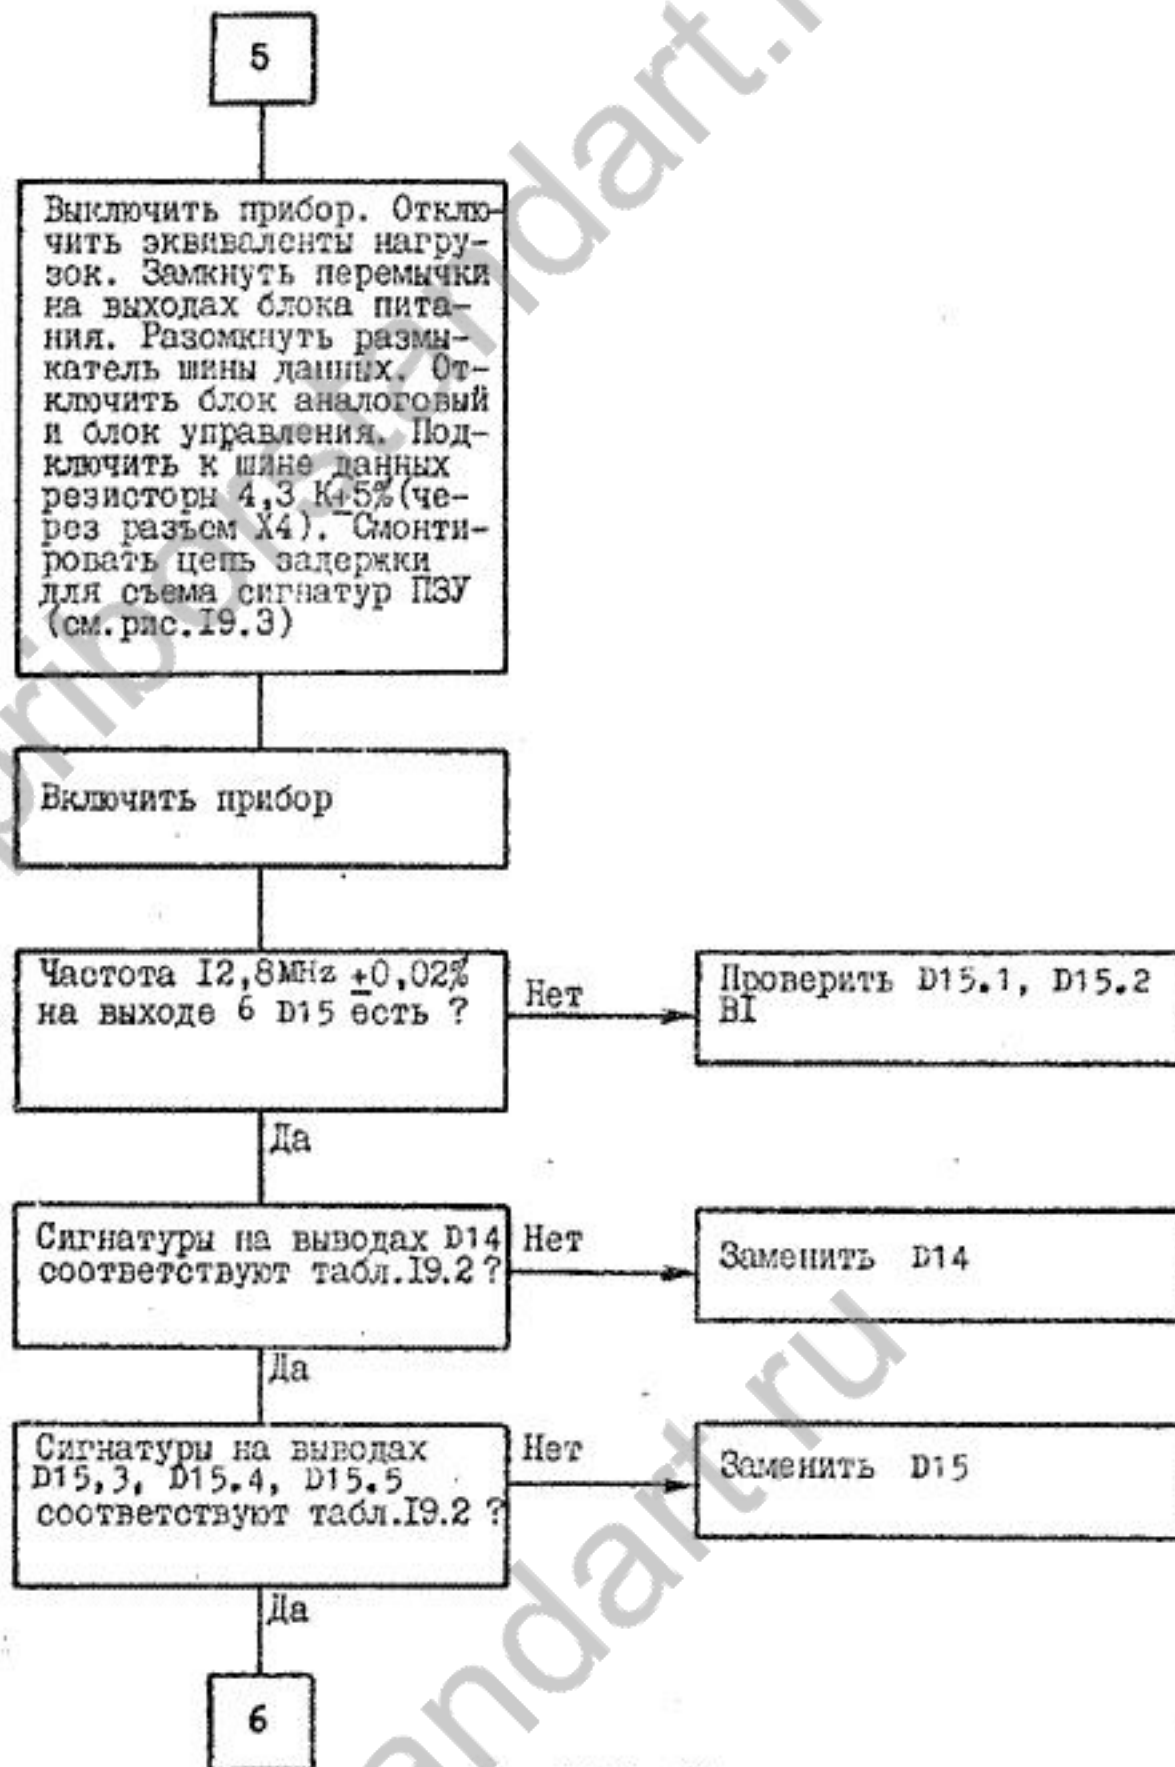 5
Выключить прибор. Отклю-
чить эквиваленты нагру-
зок. Замкнуть перемычки
на выходах блока пита-
ния. Разомкнуть размы-
катель шины данных. От-
ключить блок аналоговый
и блок управления. Под-
ключить к шине данных
резисторы 4,3 К±5%(че-
рез разъем X4). Смонти-
ровать цепь задержки
для съема сигнатур ПЗУ
(см.рис.I9.3)
Включить прибор
Частота I2,8MHz ±0,02%
на выходе 6 D15 есть ?
Нет
Проверить D15.1, D15.2
BI
Да
Сигнатуры на выводах D14
соответствуют табл.I9.2 ?
Нет
Заменить D14
Да
Сигнатуры на выводах
D15,3, D15.4, D15.5
соответствуют табл.I9.2 ?
Нет
Заменить D15
Да
6
priborstandart.r
andart.ru